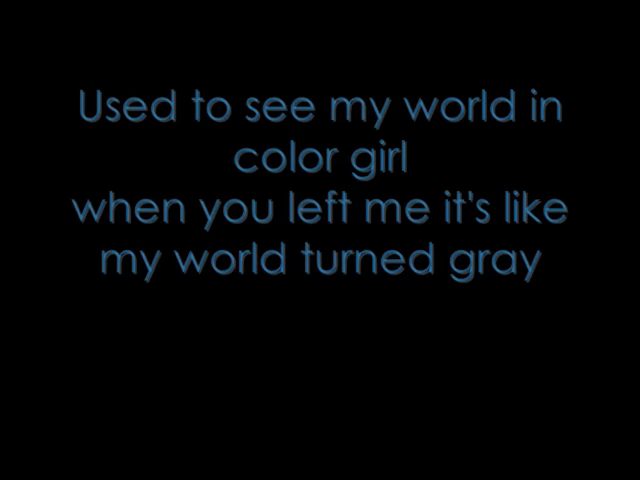 Used to see my world in
color girl
when you left me it's like
my world turned gray